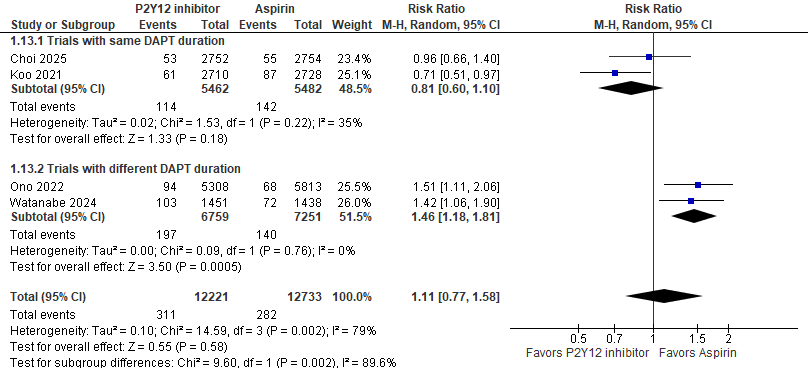 P2Y12 inhibitor Aspirin Risk Ratio Risk Ratio
Study or Subgroup Events Total Events Total Weight M-H, Random, 95% CI M-H, Random, 95% CI
1.13.1 Trials with same DAPT duration
Choi 2025 53 2752 55 2754 23.4% 0.96 [0.66, 1.40]
Koo 2021 61 2710 87 2728 25.1% 0.71 [0.51, 0.97]
Subtotal (95% CI) 5462 5482 48.5% 0.81 [0.60, 1.10]
Total events 114 142
Heterogeneity: Tau² = 0.02; Chi² = 1.53, df = 1 (P = 0.22); I² = 35%
Test for overall effect: Z = 1.33 (P = 0.18)
1.13.2 Trials with different DAPT duration
Ono 2022 94 5308 68 5813 25.5% 1.51 [1.11, 2.06]
Watanabe 2024 103 1451 72 1438 26.0% 1.42 [1.06, 1.90]
Subtotal (95% CI) 6759 7251 51.5% 1.46 [1.18, 1.81]
Total events 197 140
Heterogeneity: Tau² = 0.00; Chi² = 0.09, df = 1 (P = 0.76); I² = 0%
Test for overall effect: Z = 3.50 (P = 0.0005)
Total (95% CI) 12221 12733 100.0% 1.11 [0.77, 1.58]
Total events 311 282
Heterogeneity: Tau² = 0.10; Chi² = 14.59, df = 3 (P = 0.002); I² = 79%
Test for overall effect: Z = 0.55 (P = 0.58)
Test for subgroup differences: Chi² = 9.60, df = 1 (P = 0.002), I² = 89.6%
0.5 0.7 1 1.5 2
Favors P2Y12 inhibitor Favors Aspirin